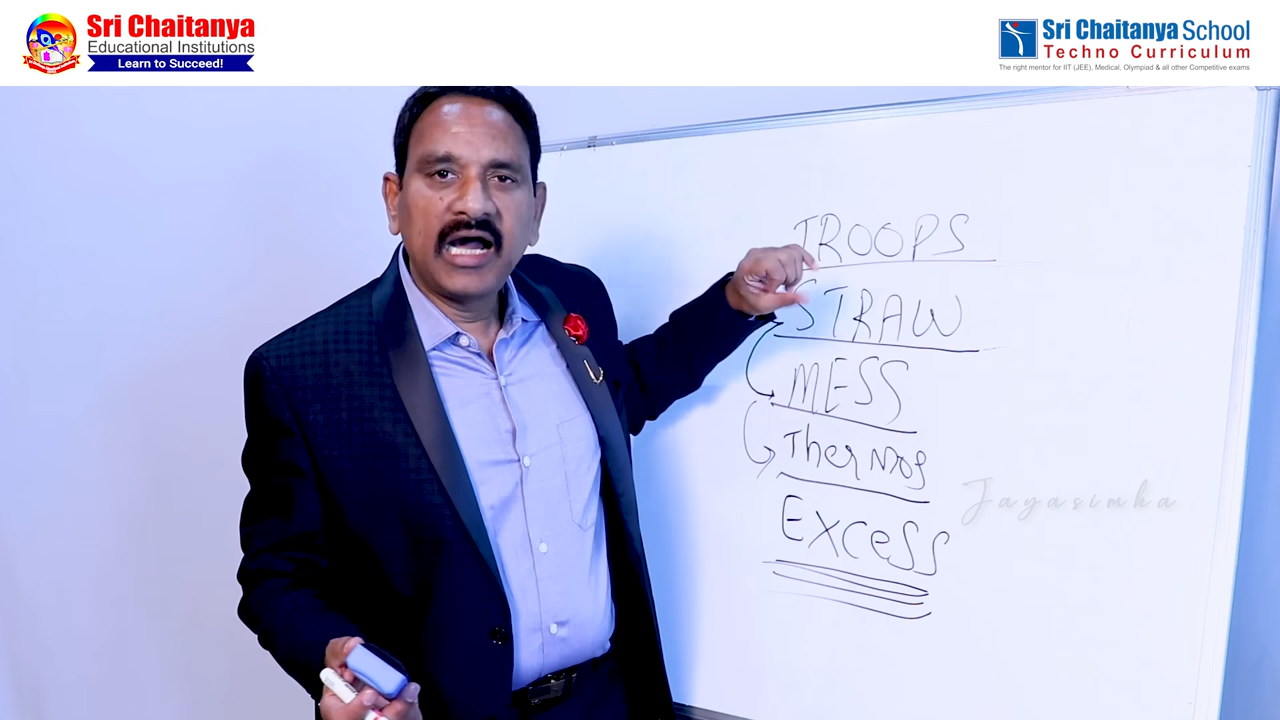 Sri Chaitanya
Educational Institutions
Learn to Succeed!
Sri Chaitanya School
Techno Curriculum
The right mentor for IIT (JEE), Medical, Olympiad & all other Competitive exams
TROOPS
STRAW
MESS
Thermos
Excess
Jayasimha